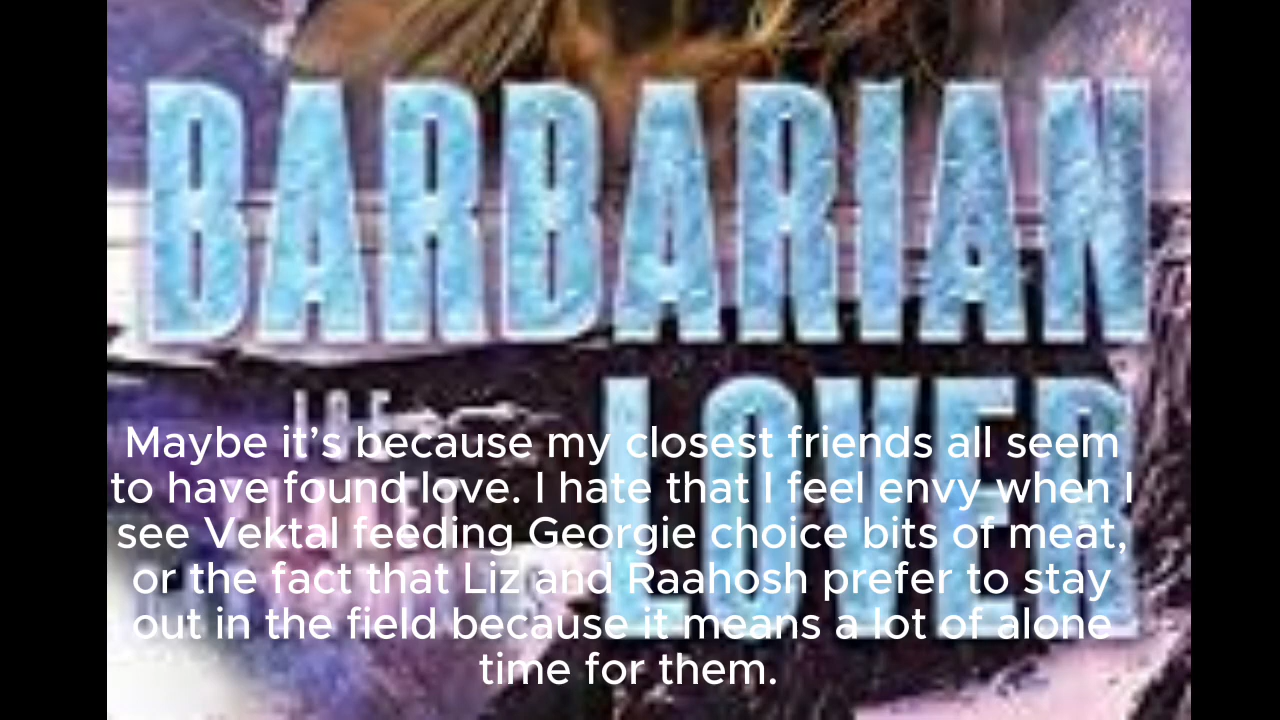 BARBARIAN
ICE
LOVER
Maybe it’s because my closest friends all seem
to have found love. I hate that I feel envy when I
see Vektal feeding Georgie choice bits of meat,
or the fact that Liz and Raahosh prefer to stay
out in the field because it means a lot of alone
time for them.